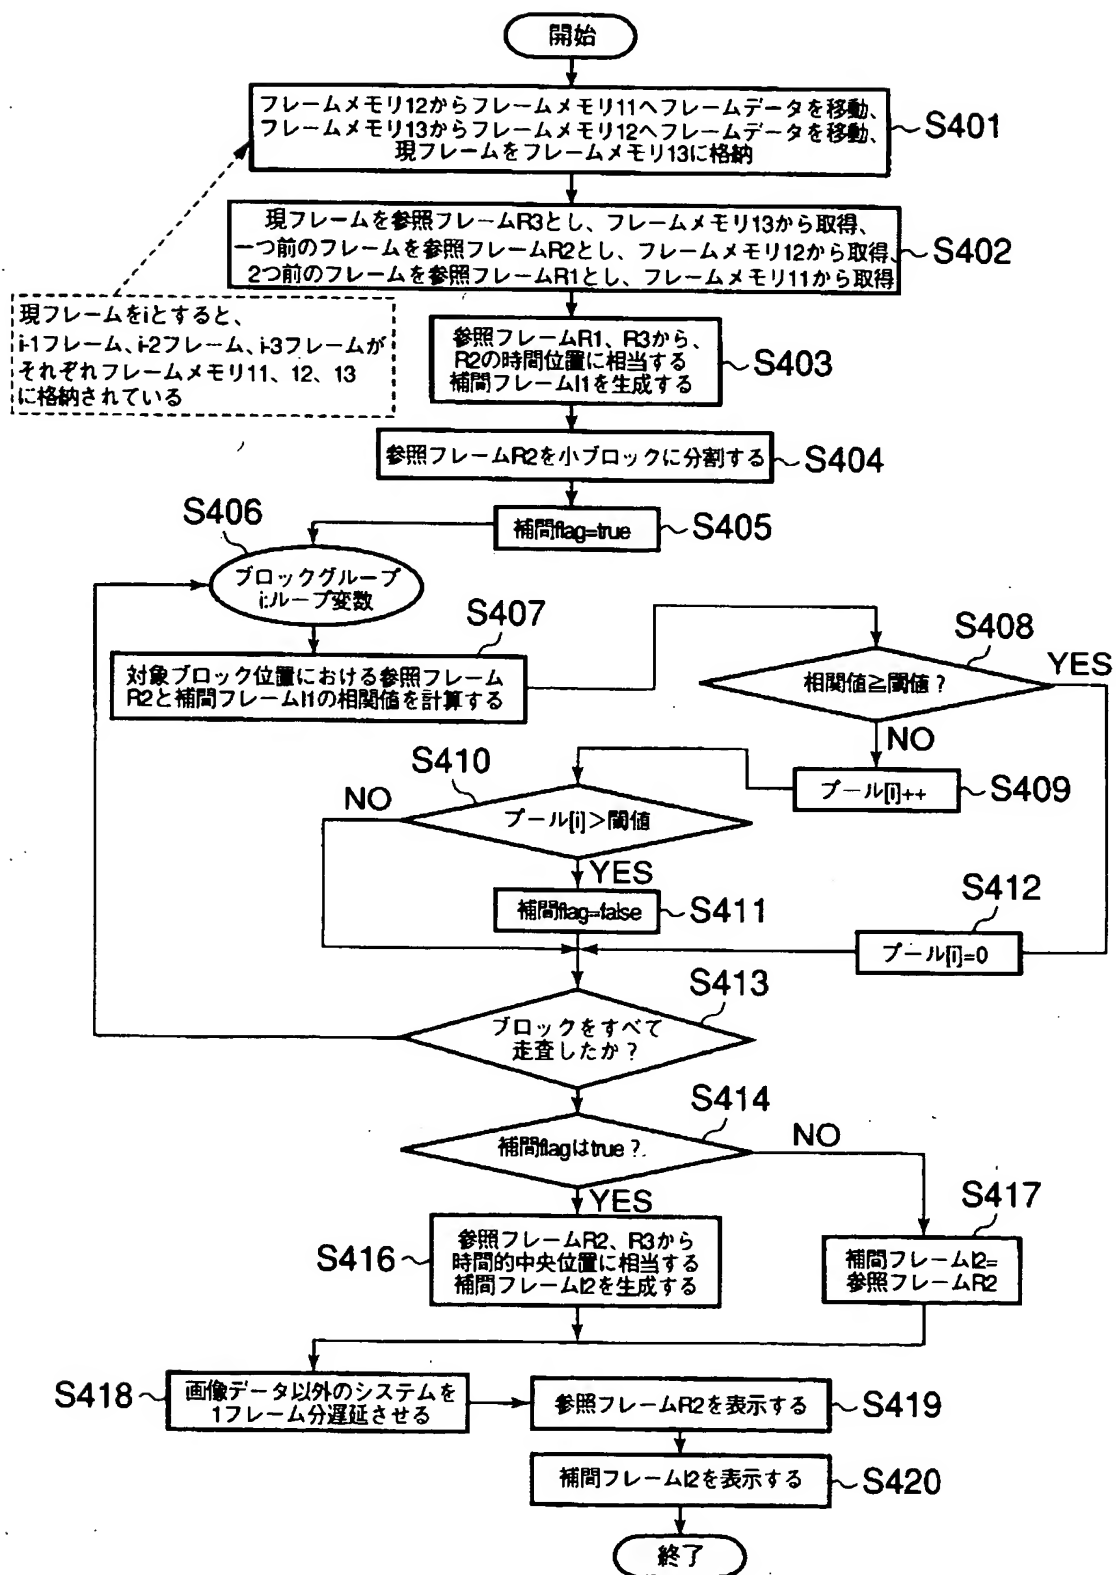 開始
フレームメモリ12からフレームメモリ11へフレームデータを移動、
フレームメモリ13からフレームメモリ12へフレームデータを移動、
現フレームをフレームメモリ13に格納
S401
現フレームを参照フレームR3とし、フレームメモリ13から取得、
一つ前のフレームを参照フレームR2とし、フレームメモリ12から取得、
2つ前のフレームを参照フレームR1とし、フレームメモリ11から取得
S402
現フレームをiとすると、
i-1フレーム、i-2フレーム、i-3フレームが
それぞれフレームメモリ11、12、13
に格納されている
参照フレームR1、R3から、
R2の時間位置に相当する
補間フレームI1を生成する
S403
参照フレームR2を小ブロックに分割する
S404
補間flag=true
S405
S406
ブロックグループ
i:ループ変数
S407
対象ブロック位置における参照フレーム
R2と補間フレームI1の相関値を計算する
S408
相関値≧閾値?
YES
NO
プール[i]++
S409
S410
プール[i]>閾値
NO
YES
補間flag=false
S411
S412
プール[i]=0
S413
ブロックをすべて
走査したか?
S414
補間flagはtrue?
NO
YES
S416
参照フレームR2、R3から
時間的中央位置に相当する
補間フレームI2を生成する
S417
補間フレームI2=
参照フレームR2
S418
画像データ以外のシステムを
1フレーム分遅延させる
参照フレームR2を表示する
S419
補間フレームI2を表示する
S420
終了